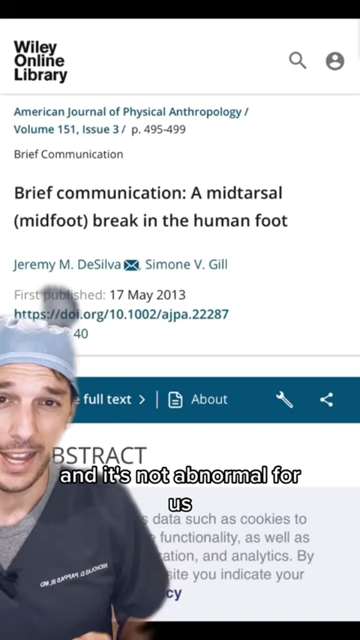 Wiley
Online
Library
American Journal of Physical Anthropology /
Volume 151, Issue 3 / p. 495-499
Brief Communication
Brief communication: A midtarsal
(midfoot) break in the human foot
Jeremy M. DeSilva, Simone V. Gill
First published: 17 May 2013
https://doi.org/10.1002/ajpa.22287
40
full text
About
BSTRACT
and it's not abnormal for
us
data such as cookies to
functionality, as well as
and analytics. By
site you indicate your